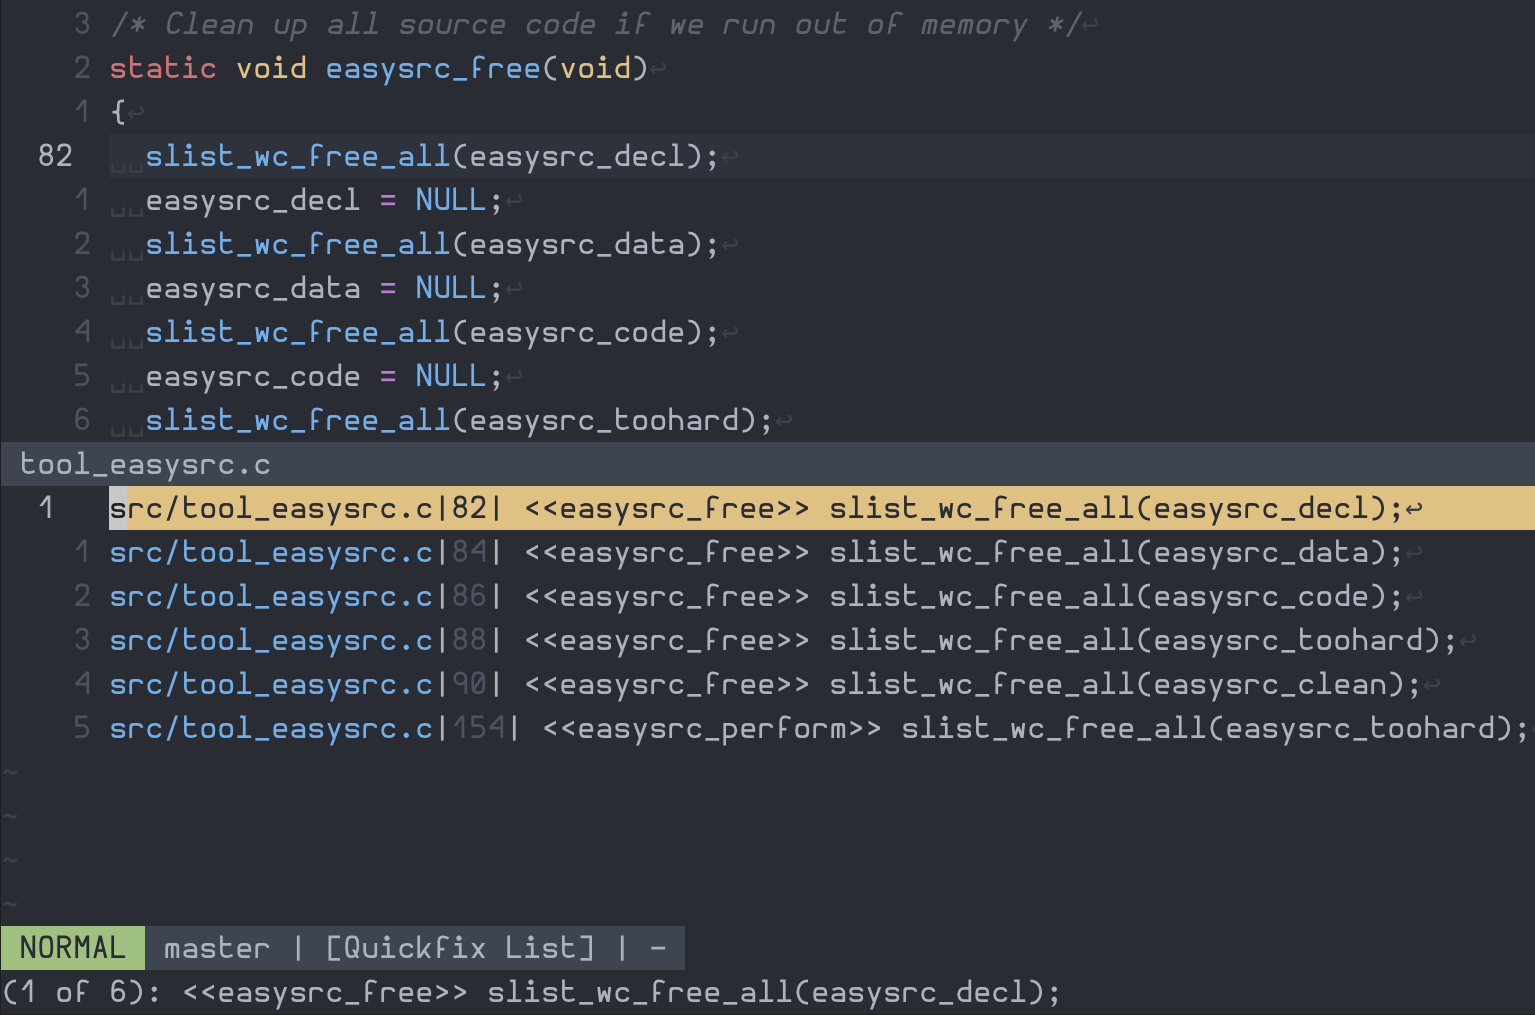 3 /* Clean up all source code if we run out of memory */↩
2 static void easysrc_free(void)↩
1 {↩
82 ␣␣slist_wc_free_all(easysrc_decl);↩
1 ␣␣easysrc_decl = NULL;↩
2 ␣␣slist_wc_free_all(easysrc_data);↩
3 ␣␣easysrc_data = NULL;↩
4 ␣␣slist_wc_free_all(easysrc_code);↩
5 ␣␣easysrc_code = NULL;↩
6 ␣␣slist_wc_free_all(easysrc_toohard);↩
tool_easysrc.c
1 src/tool_easysrc.c|82| <<easysrc_free>> slist_wc_free_all(easysrc_decl);↩
1 src/tool_easysrc.c|84| <<easysrc_free>> slist_wc_free_all(easysrc_data);↩
2 src/tool_easysrc.c|86| <<easysrc_free>> slist_wc_free_all(easysrc_code);↩
3 src/tool_easysrc.c|88| <<easysrc_free>> slist_wc_free_all(easysrc_toohard);↩
4 src/tool_easysrc.c|90| <<easysrc_free>> slist_wc_free_all(easysrc_clean);↩
5 src/tool_easysrc.c|154| <<easysrc_perform>> slist_wc_free_all(easysrc_toohard);
~
~
~
~
NORMAL master | [Quickfix List] | -
(1 of 6): <<easysrc_free>> slist_wc_free_all(easysrc_decl);